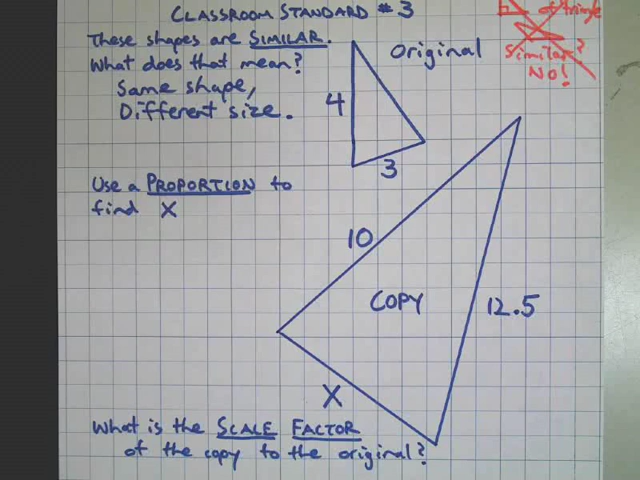 CLASSROOM STANDARD #3
These shapes are SIMILAR.
What does that mean?
Same shape,
Different size.
Original
4
3
Similar?
No!
Use a PROPORTION to
find X
10
COPY
12.5
X
What is the SCALE FACTOR
of the copy to the original?